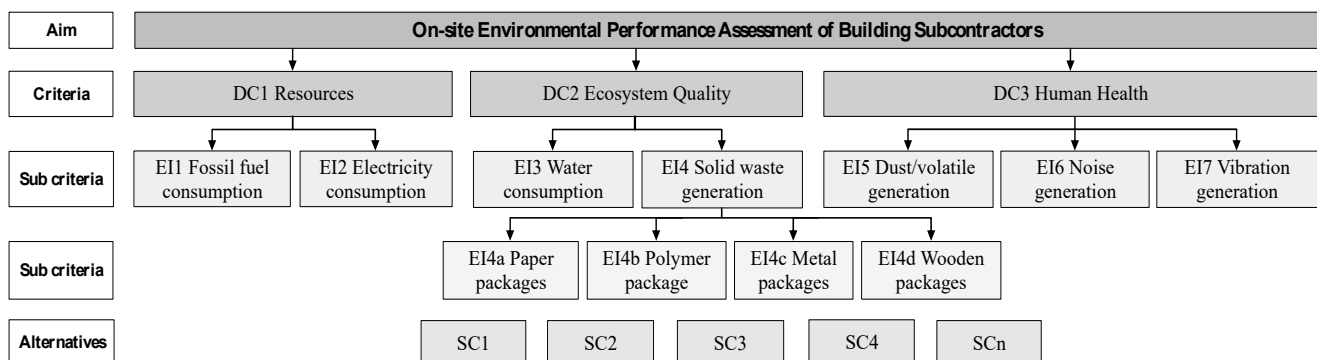 Aim
On-site Environmental Performance Assessment of Building Subcontractors
Criteria
DC1 Resources
DC2 Ecosystem Quality
DC3 Human Health
Sub criteria
EI1 Fossil fuel
consumption
EI2 Electricity
consumption
EI3 Water
consumption
EI4 Solid waste
generation
EI5 Dust/volatile
generation
EI6 Noise
generation
EI7 Vibration
generation
Sub criteria
EI4a Paper
packages
EI4b Polymer
package
EI4c Metal
packages
EI4d Wooden
packages
Alternatives
SC1
SC2
SC3
SC4
SCn